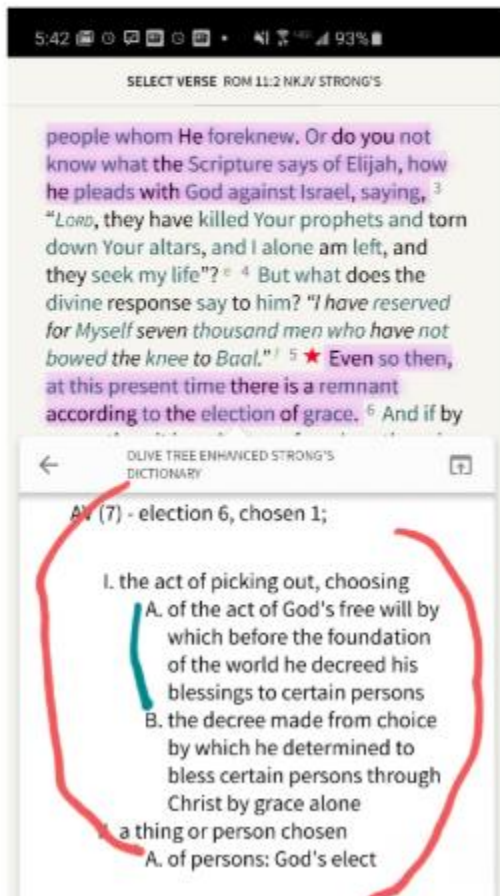 5:42 93%
SELECT VERSE ROM 11:2 NKJV STRONG'S
people whom He foreknew. Or do you not
know what the Scripture says of Elijah, how
he pleads with God against Israel, saying, 3
“LORD, they have killed Your prophets and torn
down Your altars, and I alone am left, and
they seek my life”? e 4 But what does the
divine response say to him? “I have reserved
for Myself seven thousand men who have not
bowed the knee to Baal.” f 5 ★ Even so then,
at this present time there is a remnant
according to the election of grace. 6 And if by
OLIVE TREE ENHANCED STRONG'S
DICTIONARY
AV (7) - election 6, chosen 1;
I. the act of picking out, choosing
A. of the act of God's free will by
which before the foundation
of the world he decreed his
blessings to certain persons
B. the decree made from choice
by which he determined to
bless certain persons through
Christ by grace alone
a thing or person chosen
A. of persons: God's elect